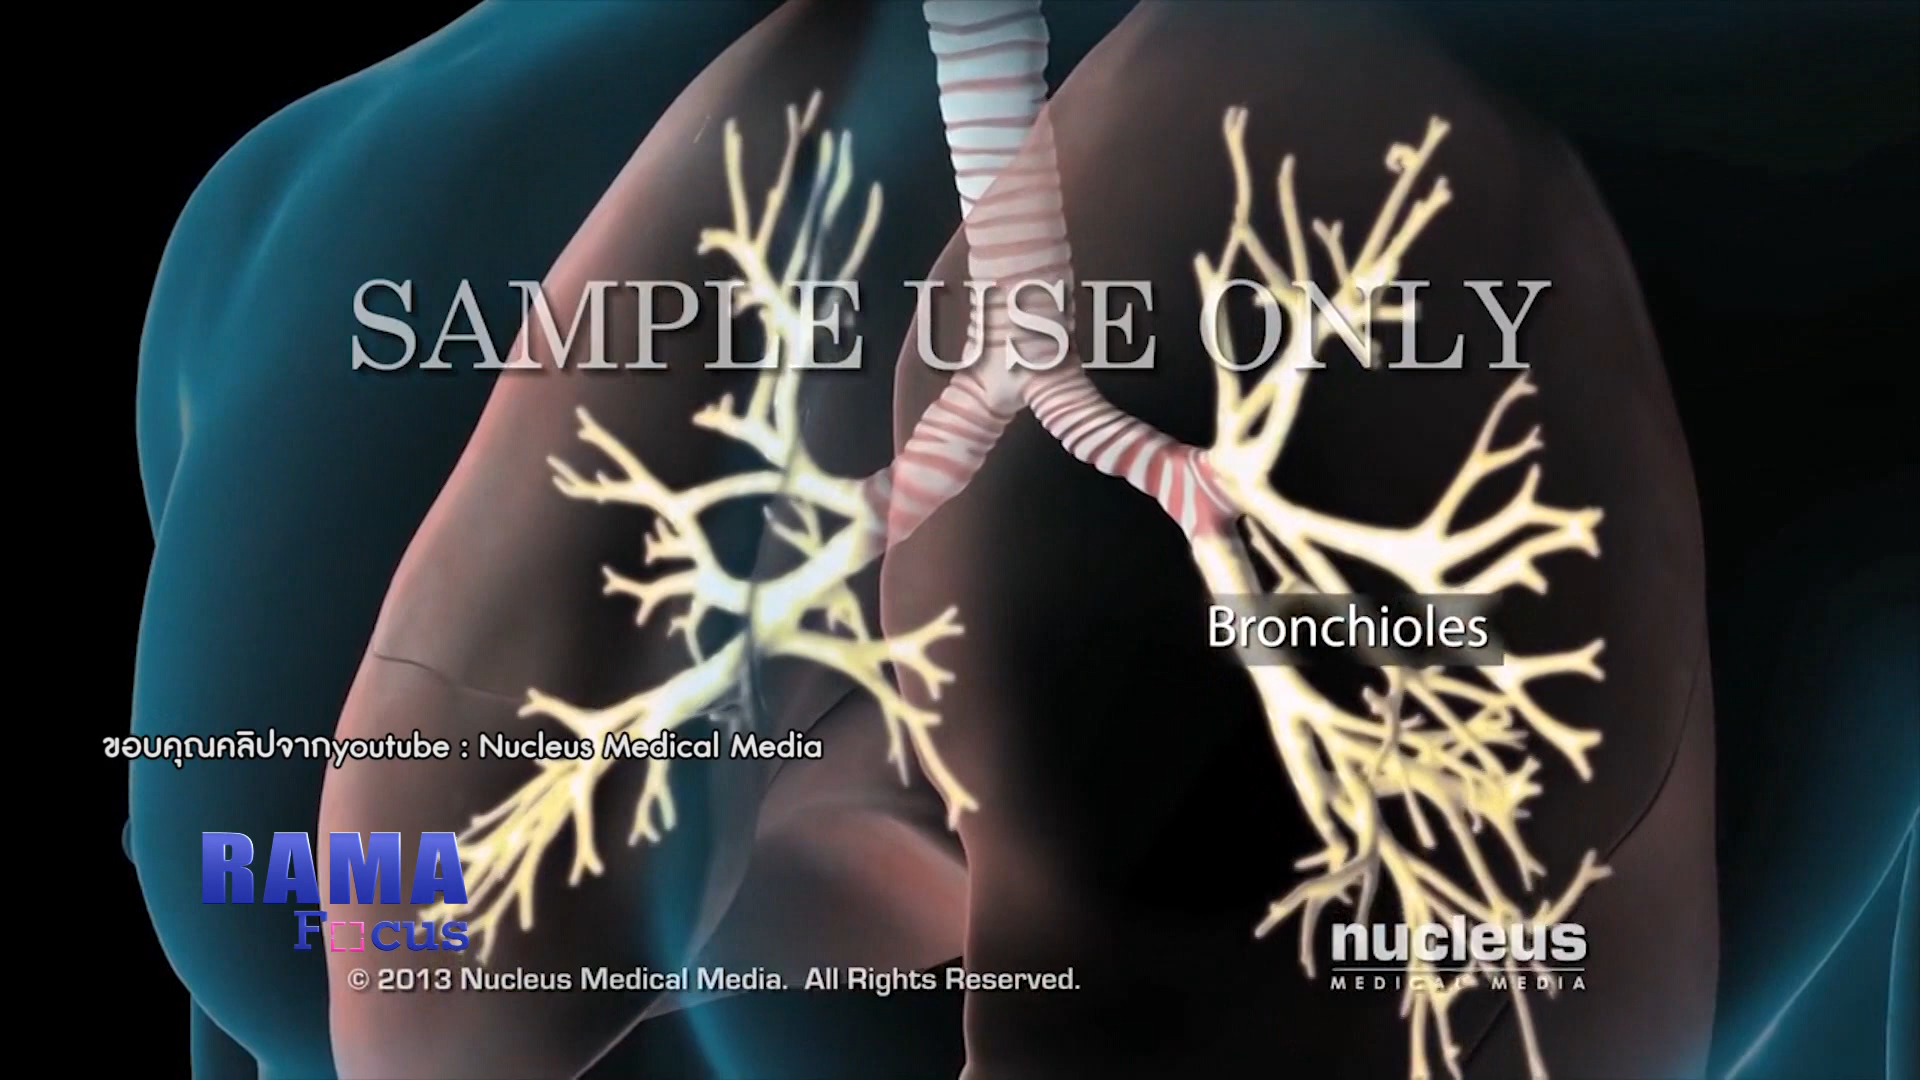 SAMPLE USE ONLY
Bronchioles
ขอบคุณคลิปจากyoutube : Nucleus Medical Media
RAMA
Focus
nucleus
MEDICAL MEDIA
© 2013 Nucleus Medical Media. All Rights Reserved.